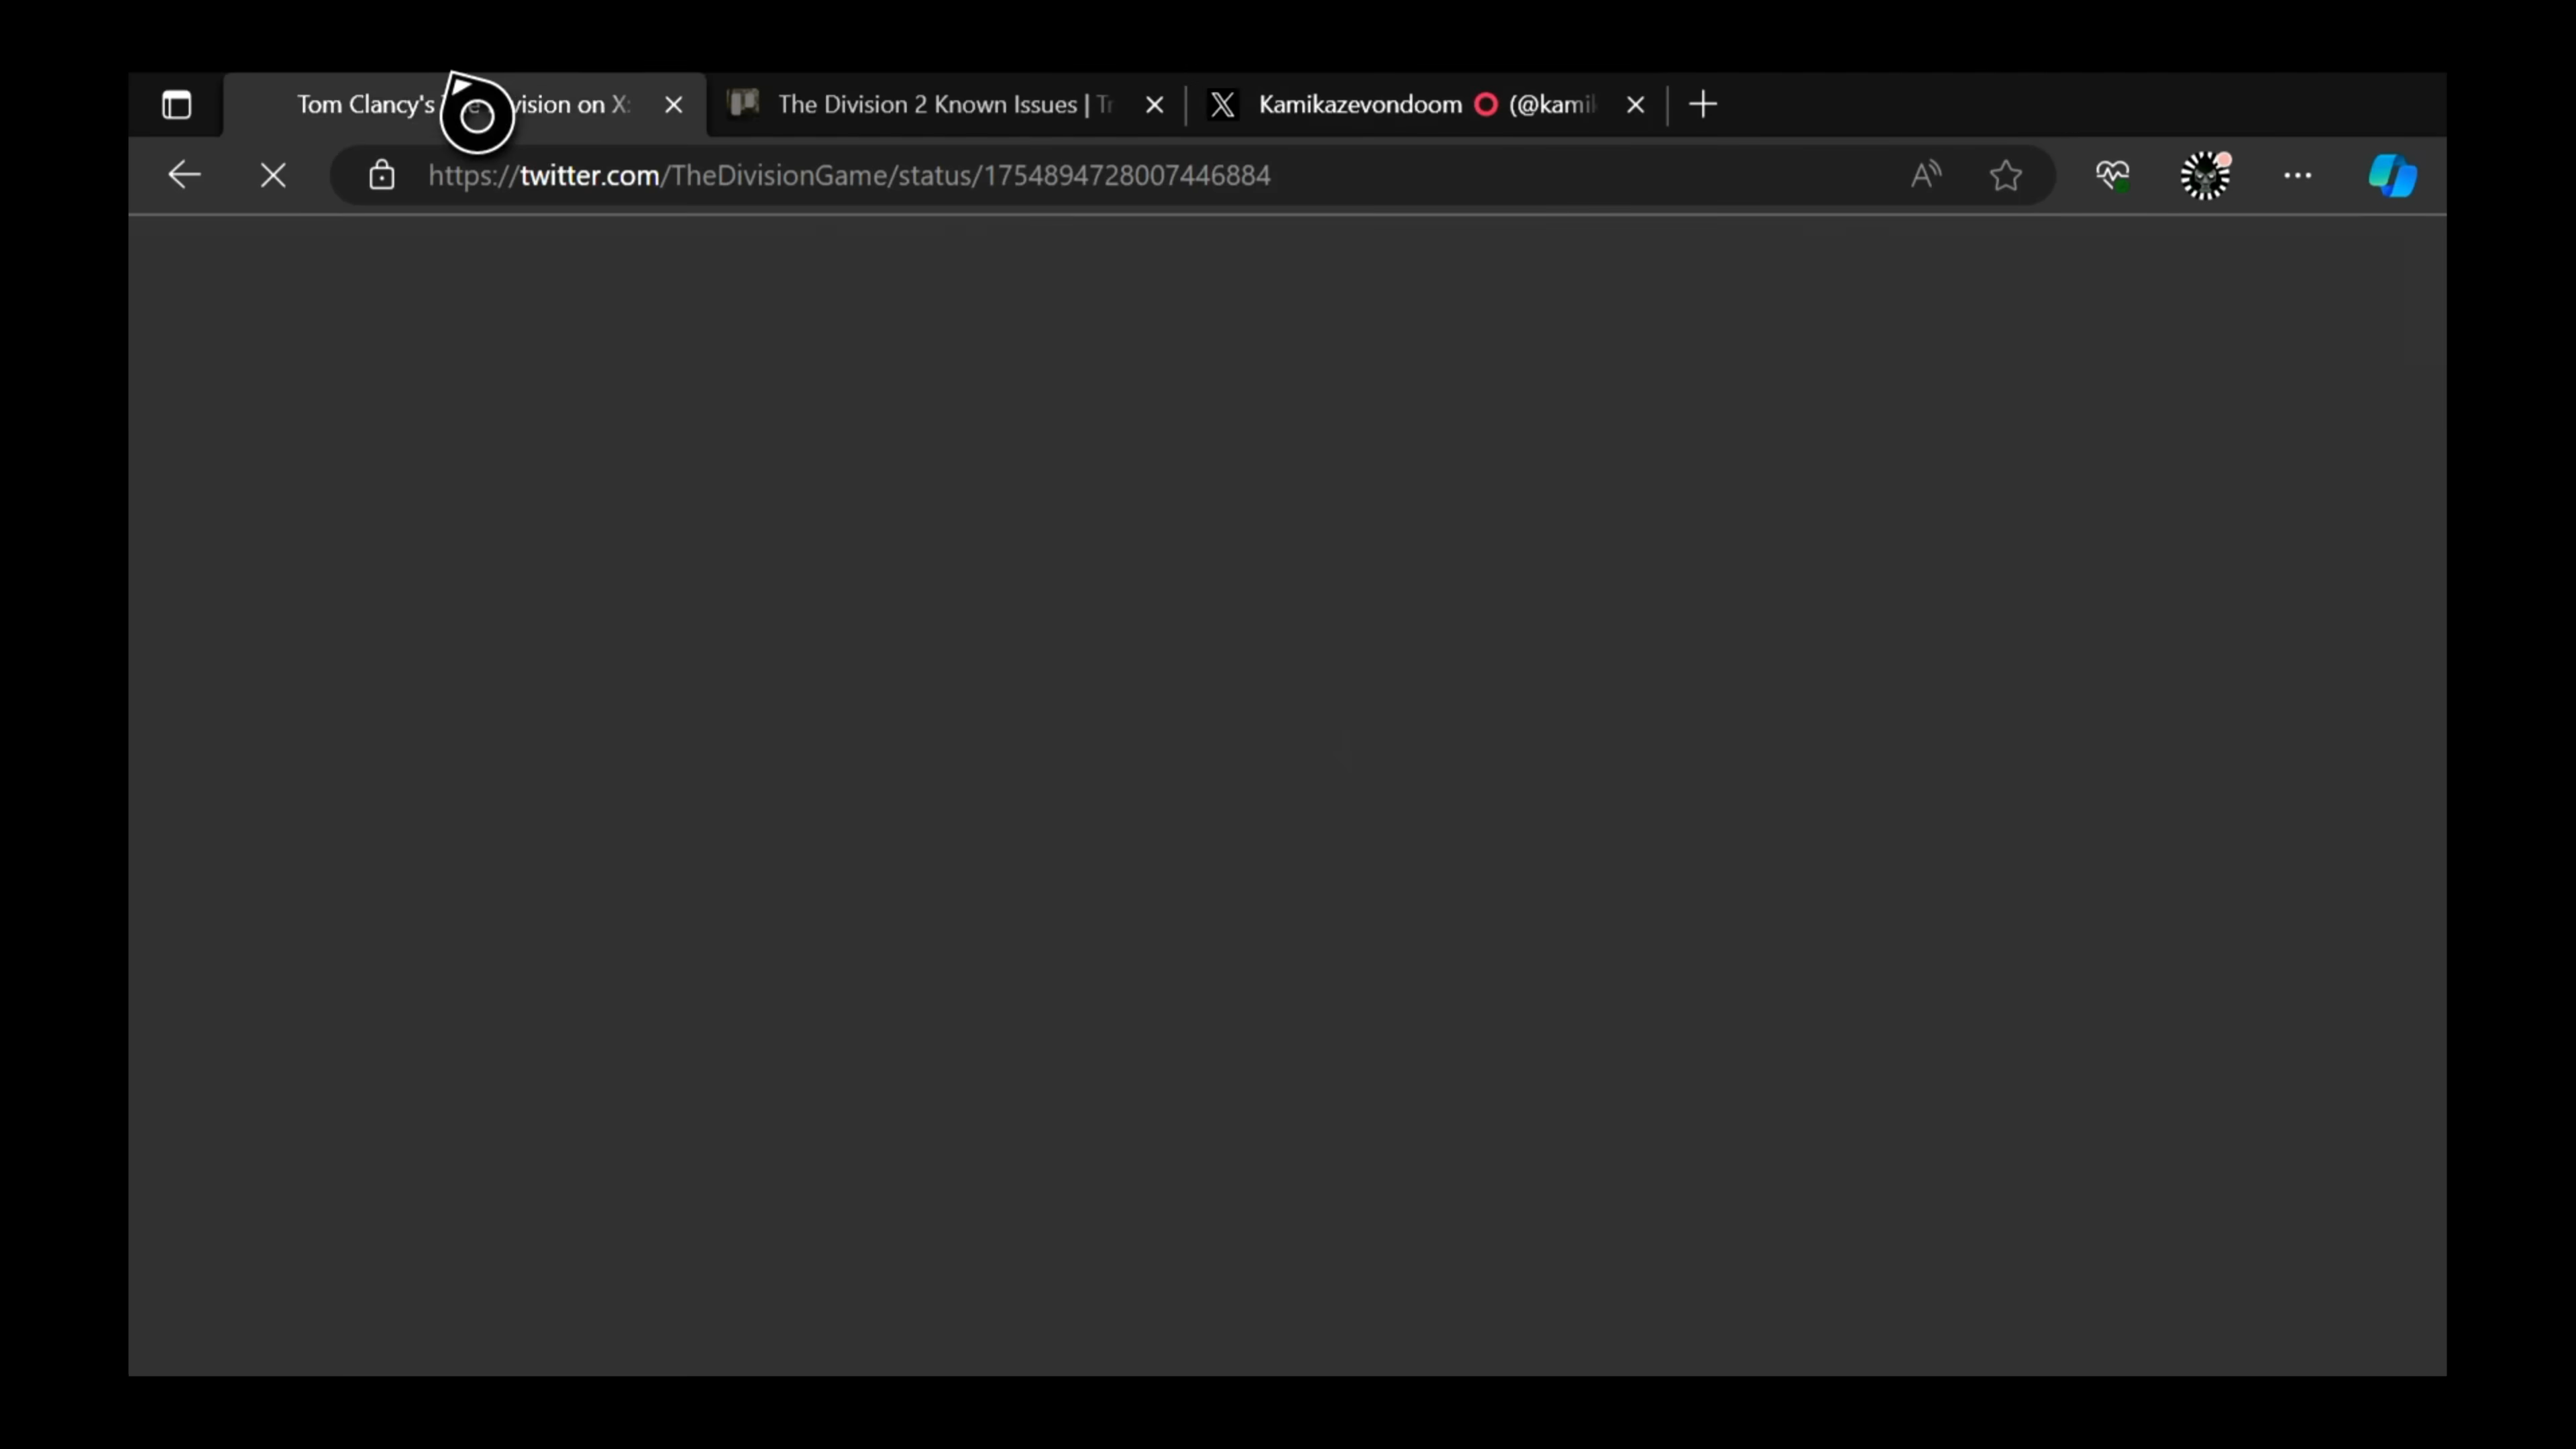 Tom Clancy's vision on X:
The Division 2 Known Issues | Tr
Kamikazevondoom (@kami
https://twitter.com/TheDivisionGame/status/1754894728007446884